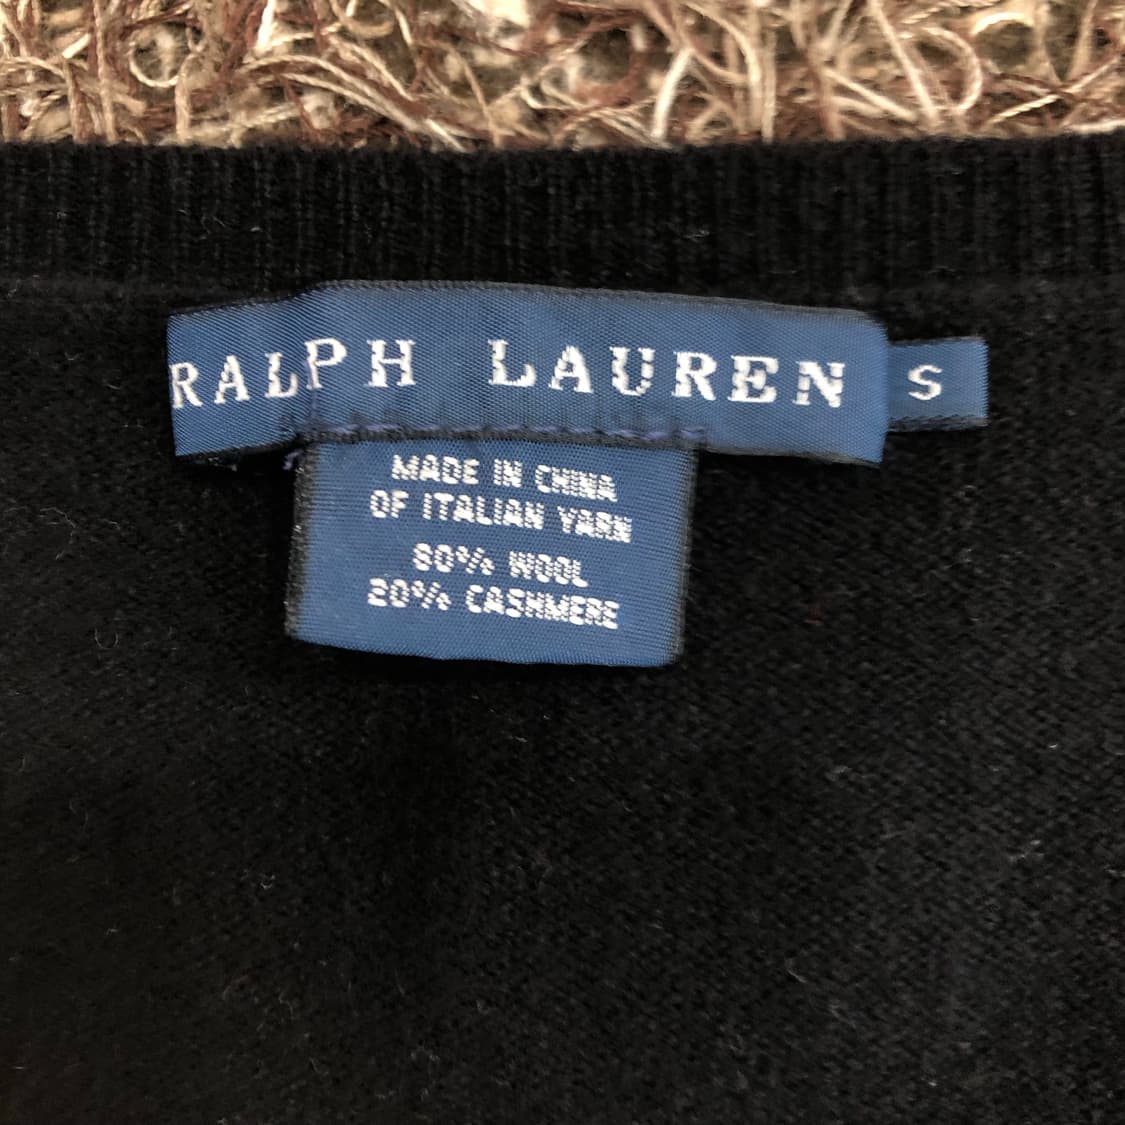 RALPH LAUREN S
MADE IN CHINA
OF ITALIAN YARN
80% WOOL
20% CASHMERE